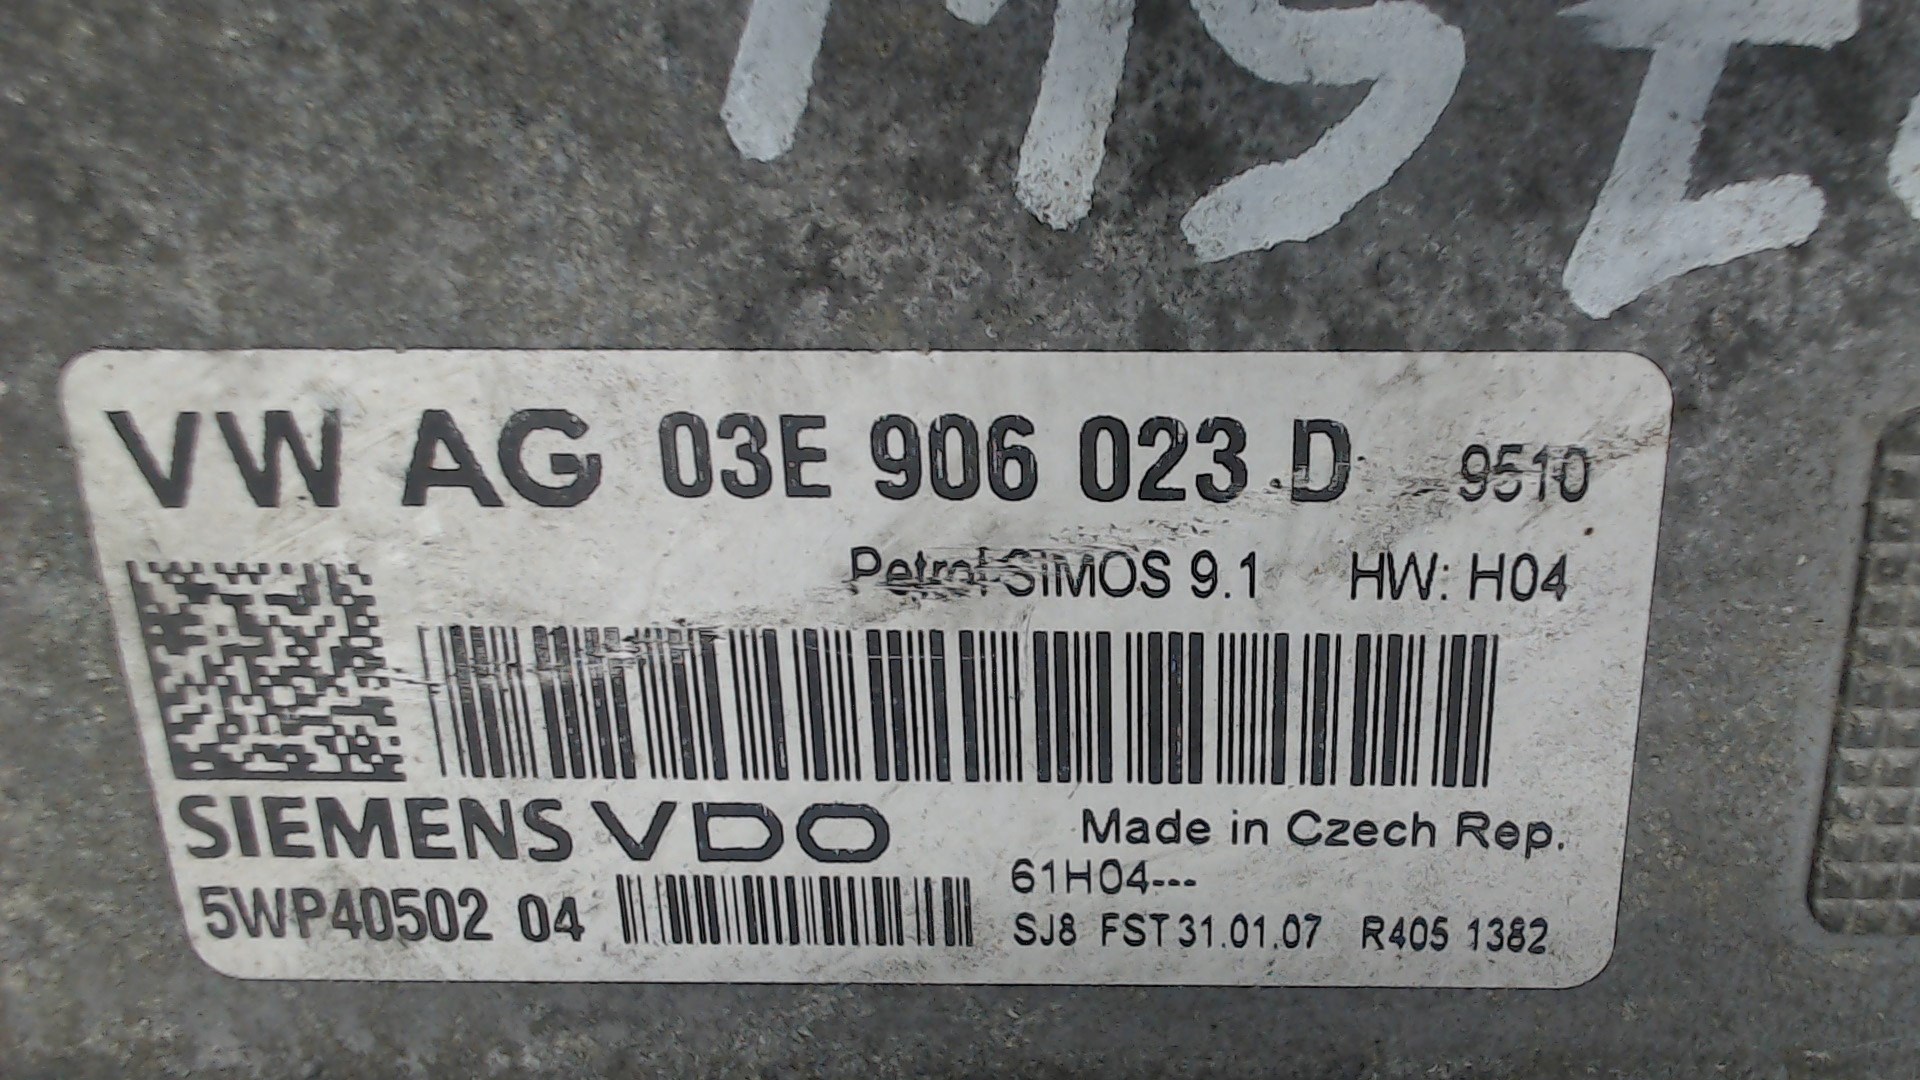 VW AG 03E 906 023 D 9510
Petrol SIMOS 9.1 HW: H04
SIEMENS VDO
Made in Czech Rep.
61H04---
5WP40502 04
SJ8 FST 31.01.07 R405 1382